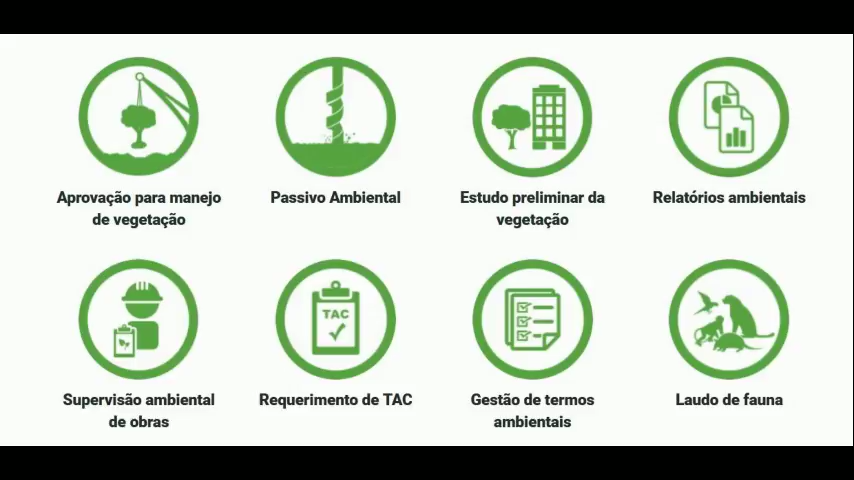 Aprovação para manejo
de vegetação
Passivo Ambiental
Estudo preliminar da
vegetação
Relatórios ambientais
TAC
Supervisão ambiental
de obras
Requerimento de TAC
Gestão de termos
ambientais
Laudo de fauna